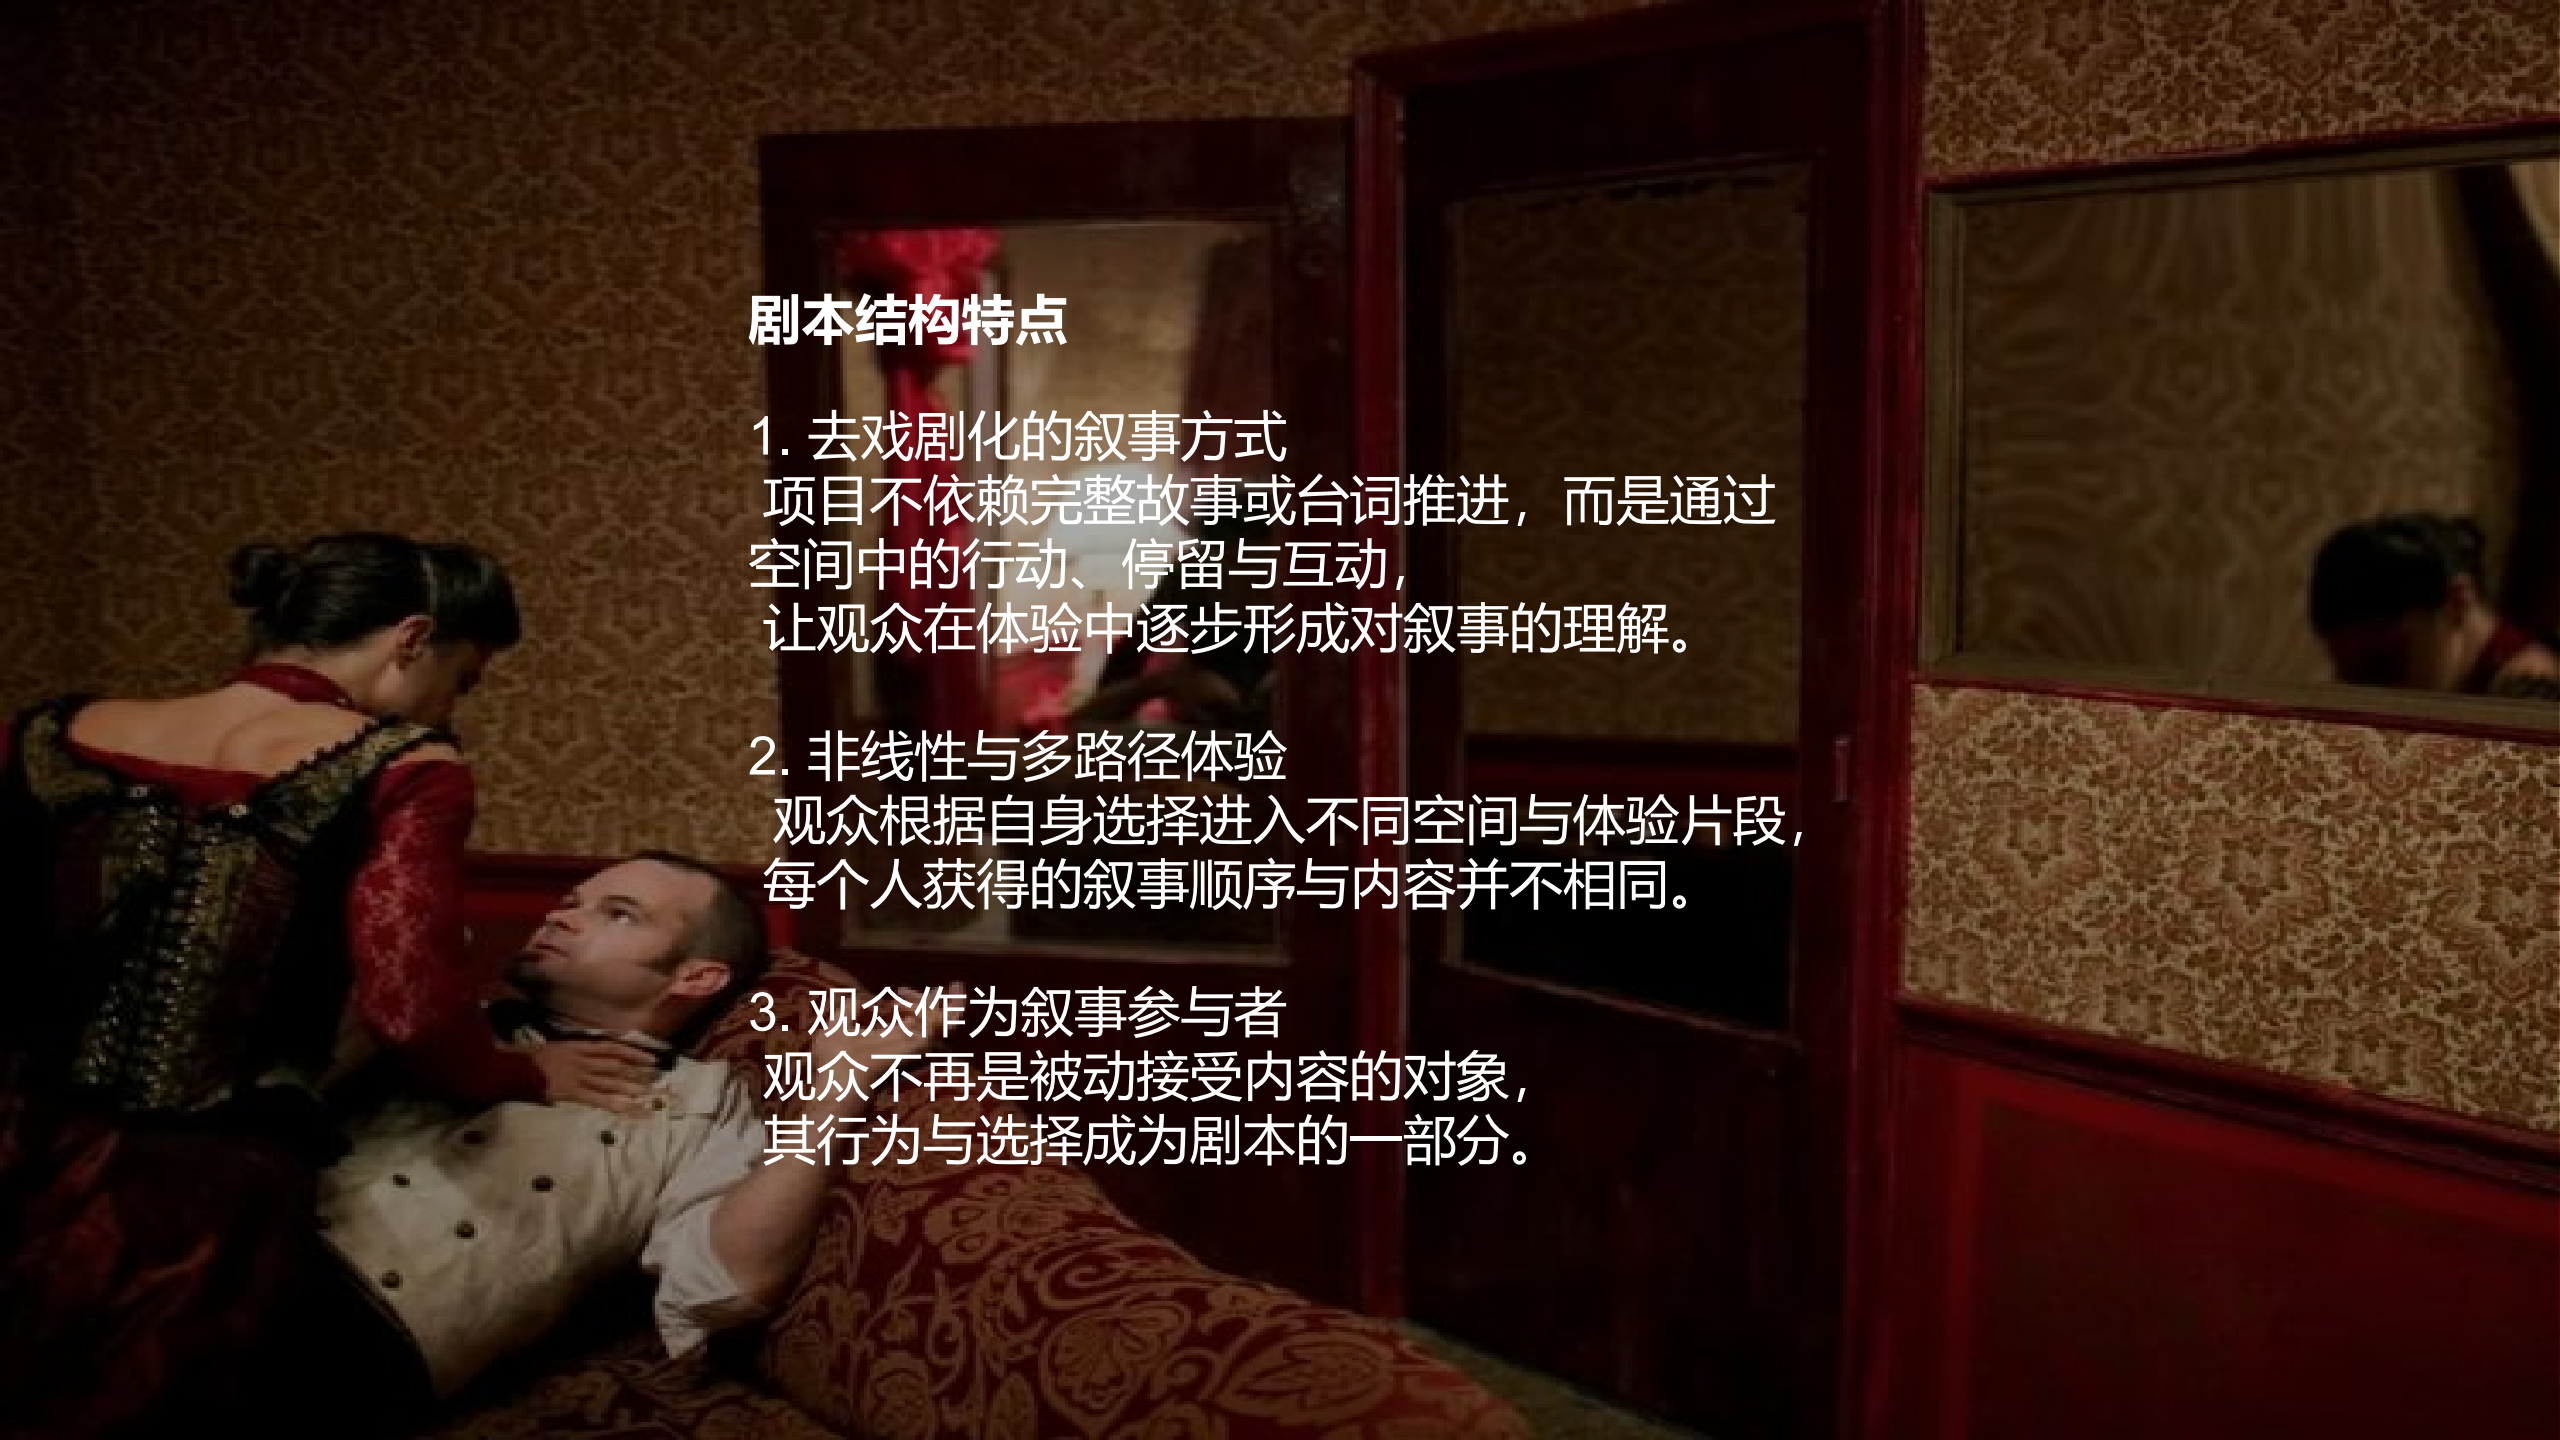 剧本结构特点
1. 去戏剧化的叙事方式
项目不依赖完整故事或台词推进，而是通过
空间中的行动、停留与互动，
让观众在体验中逐步形成对叙事的理解。
2. 非线性与多路径体验
观众根据自身选择进入不同空间与体验片段，
每个人获得的叙事顺序与内容并不相同。
3. 观众作为叙事参与者
观众不再是被动接受内容的对象，
其行为与选择成为剧本的一部分。